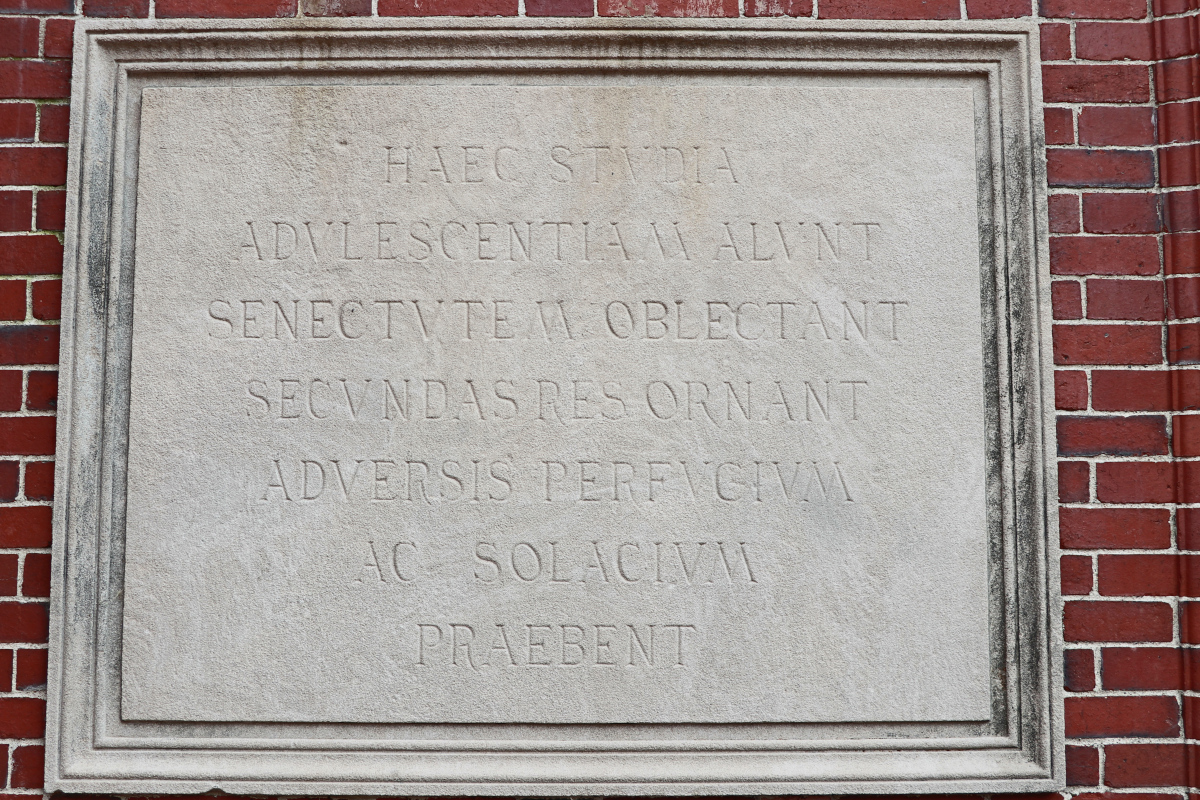 HAEC STVDIA
ADVLESCENTIAM ALVNT
SENECTVTEM OBLECTANT
SECVNDAS RES ORNANT
ADVERSIS PERFVGIVM
AC SOLACIVM
PRAEBENT